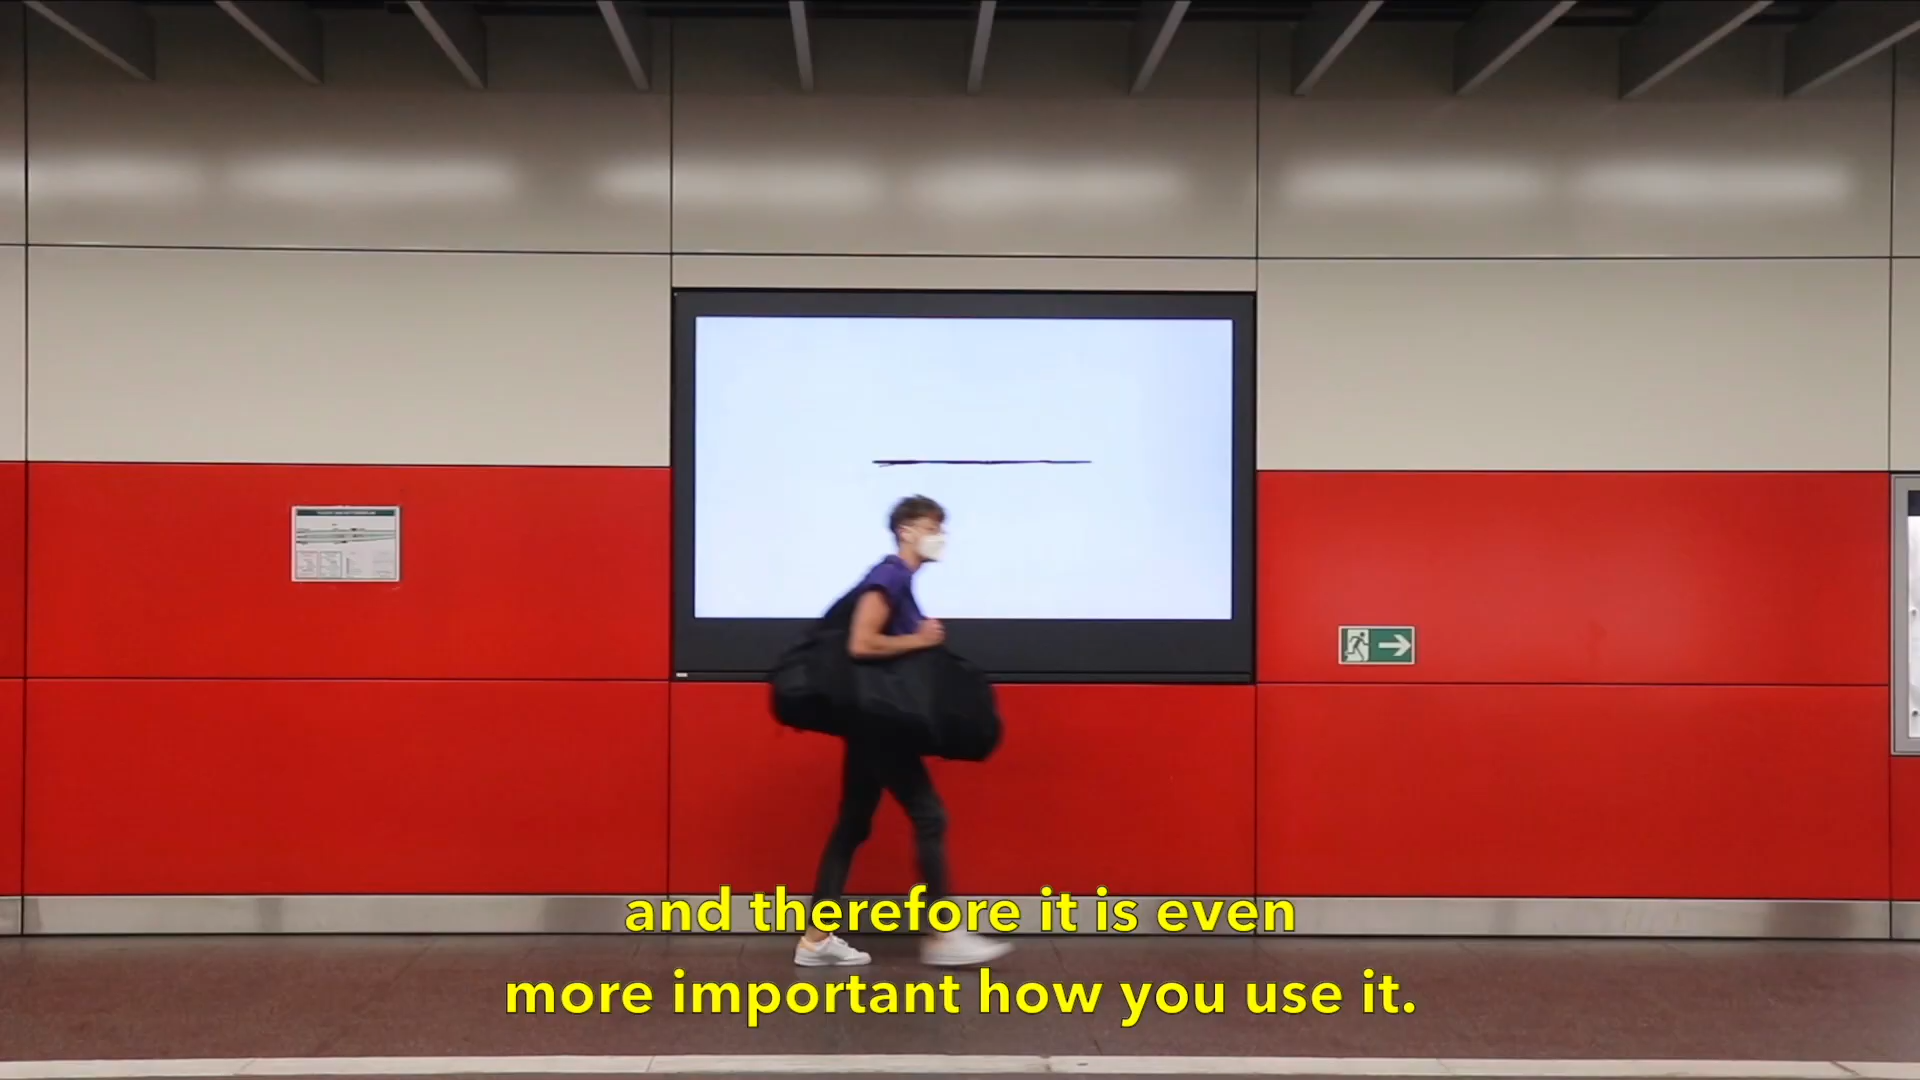 and therefore it is even
more important how you use it.